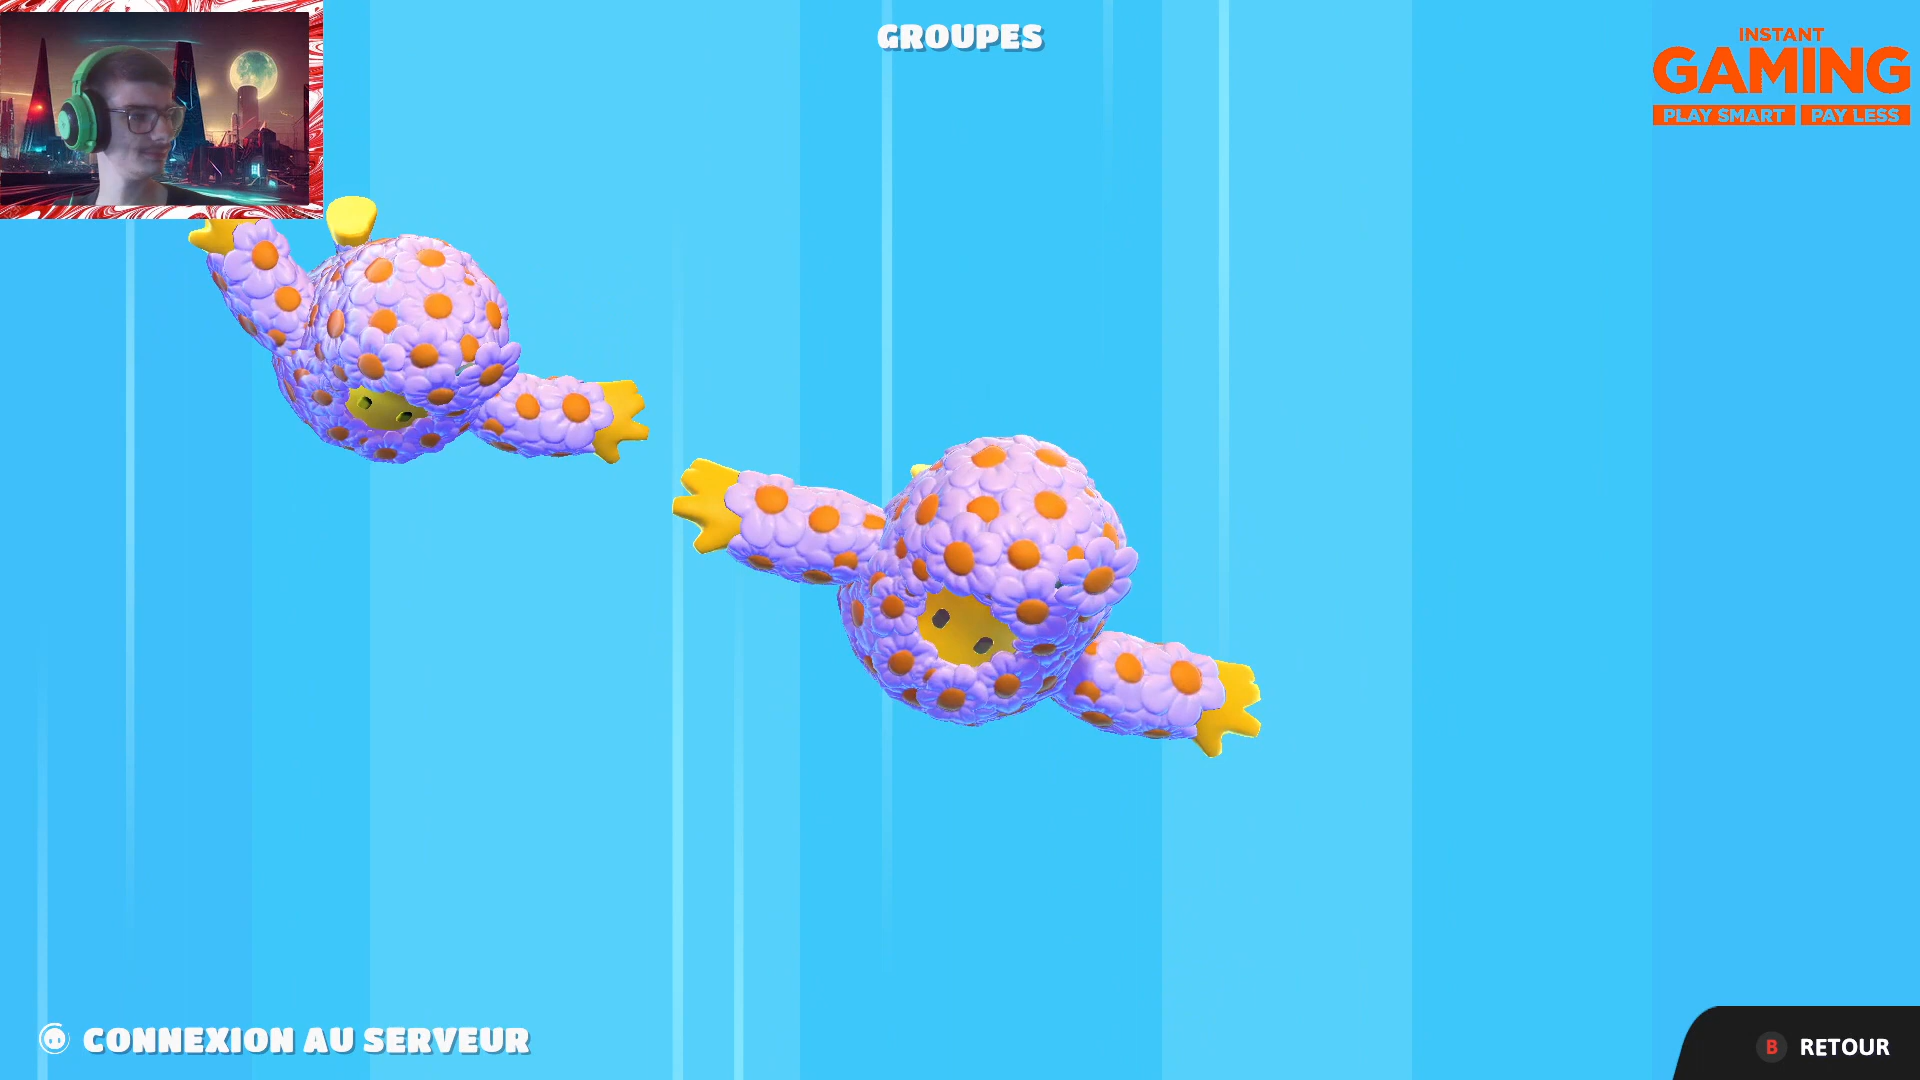 GROUPES
INSTANT
GAMING
PLAY SMART PAY LESS
CONNEXION AU SERVEUR
B RETOUR